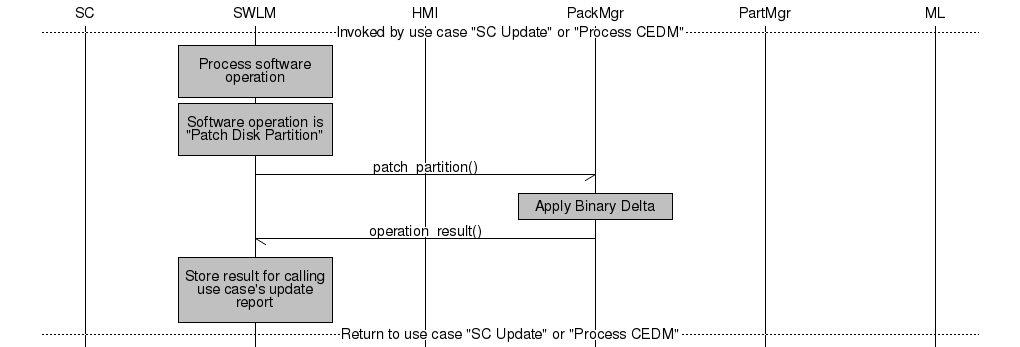 SC SWLM HMI PackMgr PartMgr ML
Invoked by use case "SC Update" or "Process CEDM"
Process software
operation
Software operation is
"Patch Disk Partition"
patch_partition()
Apply Binary Delta
operation_result()
Store result for calling
use case's update
report
Return to use case "SC Update" or "Process CEDM"